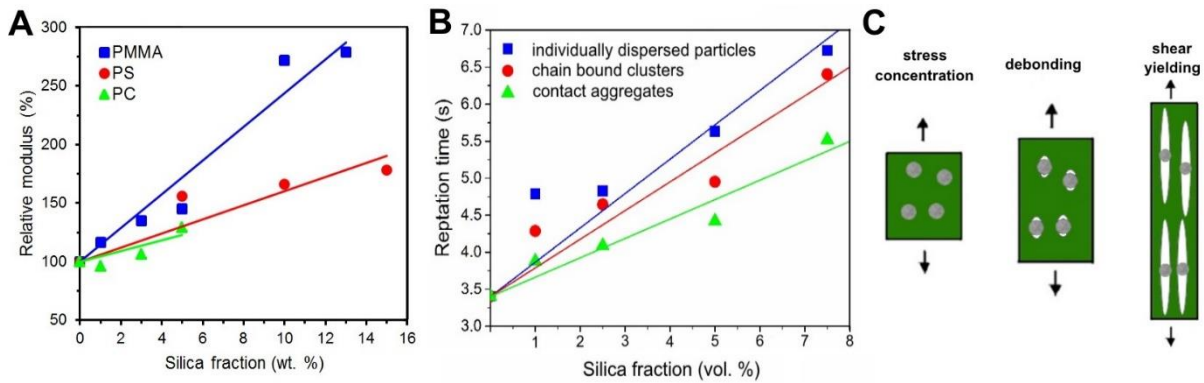 A
300
250
200
150
100
50
0
2
4
6
8
10
12
14
16
Relative modulus (%)
Silica fraction (wt. %)
PMMA
PS
PC
B
7.0
6.5
6.0
5.5
5.0
4.5
4.0
3.5
3.0
1
2
3
4
5
6
7
8
Reptation time (s)
Silica fraction (vol. %)
individually dispersed particles
chain bound clusters
contact aggregates
C
stress
concentration
debonding
shear
yielding